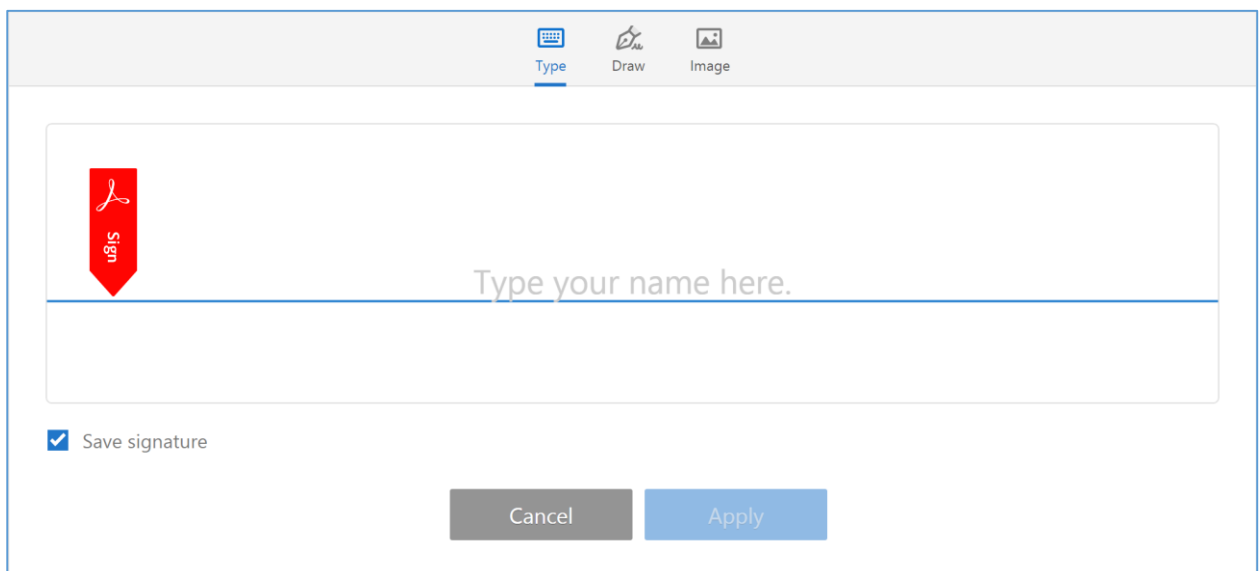 Type Draw Image
Sign
Type your name here.
Save signature
Cancel Apply